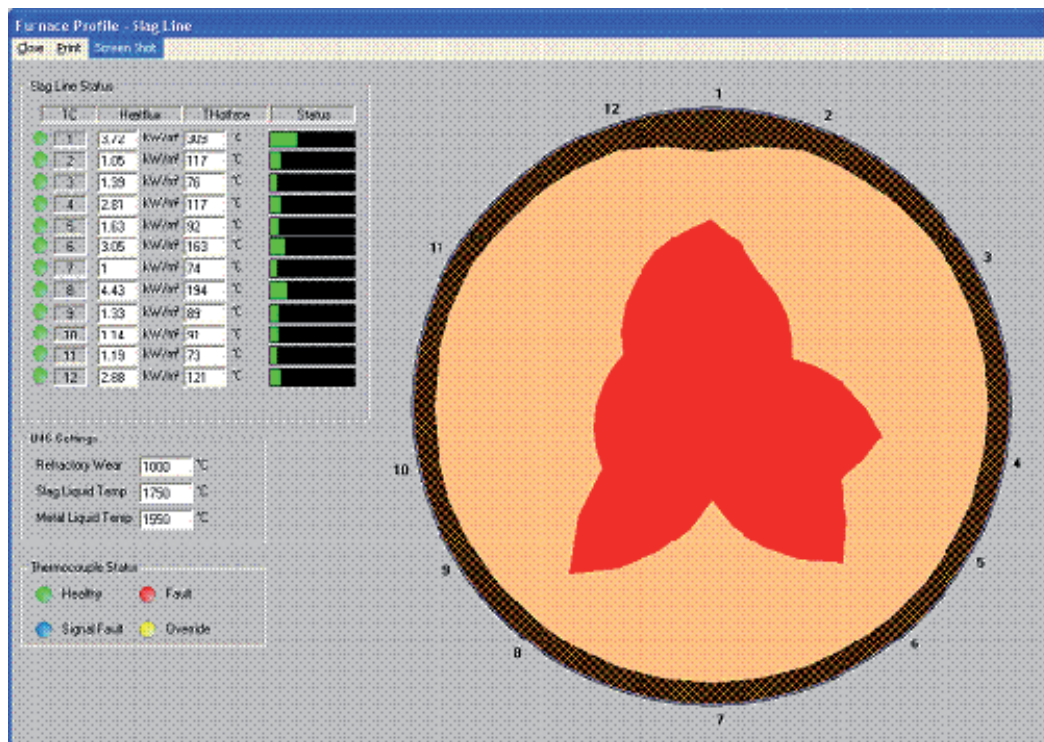 Furnace Profile - Slag Line
Close Print Screen Shot
Slag Line Status
TC Heatflux THotface Status
1 3.72 kW/m² 309 °C
2 1.05 kW/m² 117 °C
3 1.39 kW/m² 76 °C
4 2.81 kW/m² 117 °C
5 1.63 kW/m² 92 °C
6 3.05 kW/m² 163 °C
7 1 kW/m² 74 °C
8 4.43 kW/m² 194 °C
9 1.33 kW/m² 89 °C
10 1.14 kW/m² 91 °C
11 1.19 kW/m² 73 °C
12 2.88 kW/m² 121 °C
Settings
Refractory Wear 1000 °C
Slag Liquid Temp 1750 °C
Metal Liquid Temp 1550 °C
Thermocouple Status
Healthy Fault
Signal Fault Override
1
12
2
11
3
10
4
9
5
8
6
7